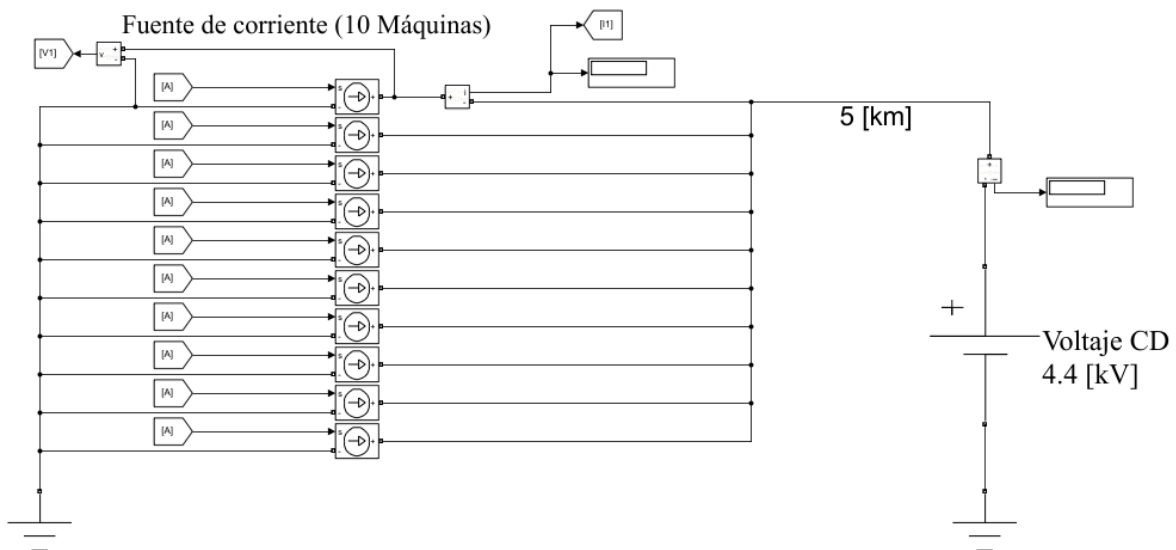 Fuente de corriente (10 Máquinas)
[V1]
v
+
-
[I1]
[A]
s
+
-
+
i
-
5 [km]
[A]
s
+
-
[A]
s
+
-
[A]
s
+
-
[A]
s
+
-
[A]
s
+
-
[A]
s
+
-
[A]
s
+
-
[A]
s
+
-
[A]
s
+
-
+
+
Voltaje CD
4.4 [kV]